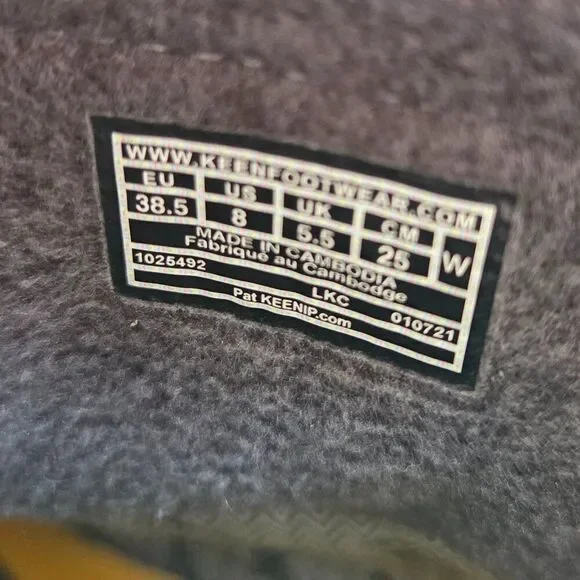 WWW.KEENFOOTWEAR.COM
EU US UK CM W
38.5 8 5.5 25
MADE IN CAMBODIA
Fabriqué au Cambodge
1025492 LKC 010721
Pat KEENIP.com